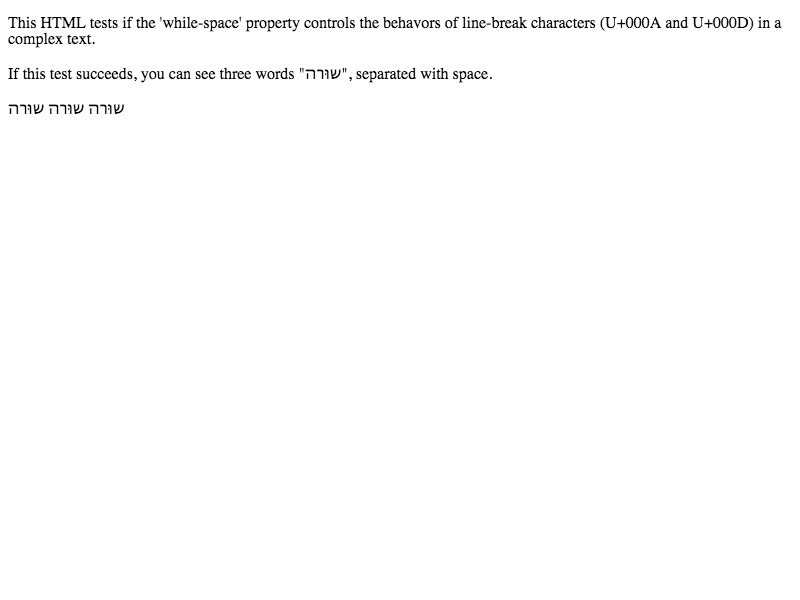 This HTML tests if the 'while-space' property controls the behavors of line-break characters (U+000A and U+000D) in a
complex text.
If this test succeeds, you can see three words "שורה", separated with space.
שורה שורה שורה